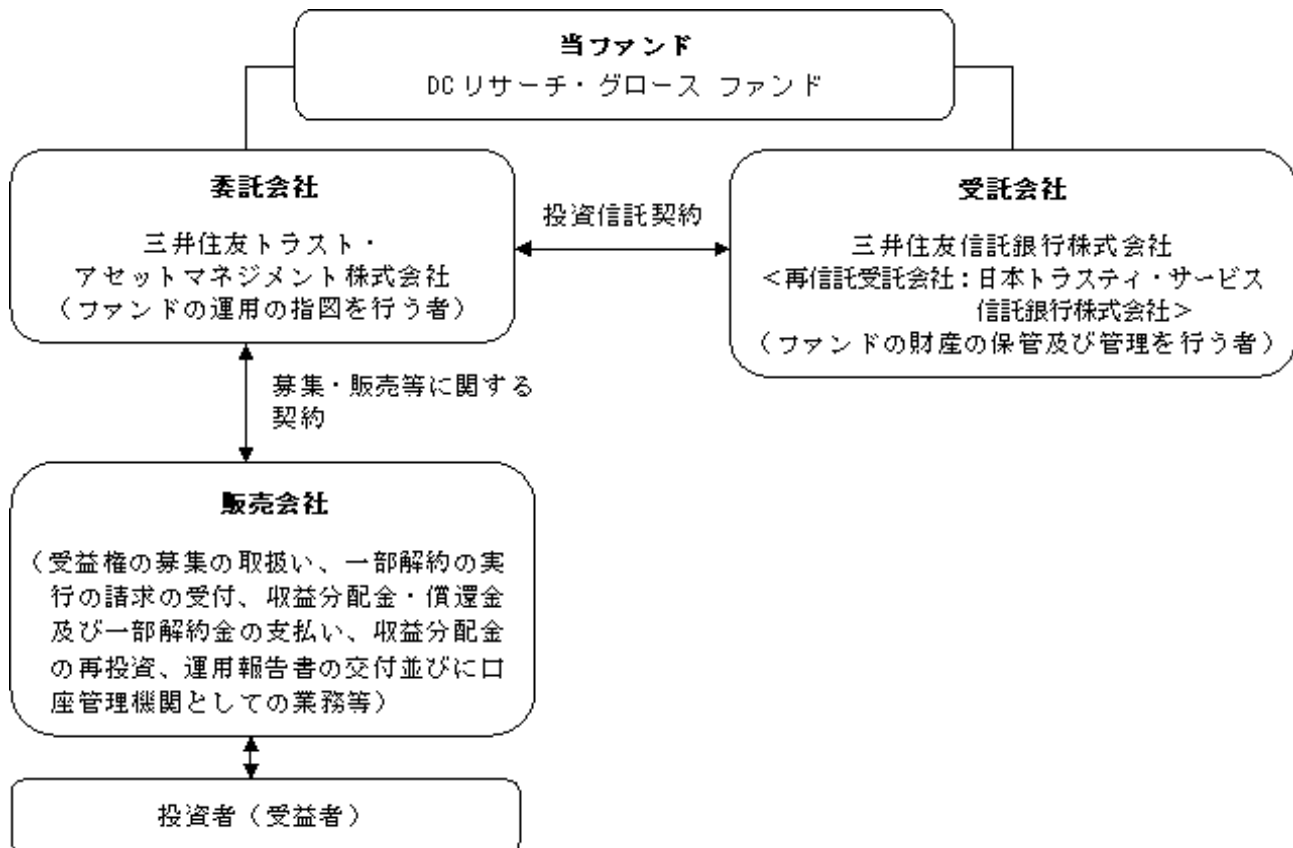 当ファンド
DCリサーチ・グロース ファンド
委託会社
三井住友トラスト・
アセットマネジメント株式会社
（ファンドの運用の指図を行う者）
投資信託契約
受託会社
三井住友信託銀行株式会社
＜再信託受託会社：日本トラスティ・サービス
信託銀行株式会社＞
（ファンドの財産の保管及び管理を行う者）
募集・販売等に関する
契約
販売会社
（受益権の募集の取扱い、一部解約の実
行の請求の受付、収益分配金・償還金
及び一部解約金の支払い、収益分配金
の再投資、運用報告書の交付並びに口
座管理機関としての業務等）
投資者（受益者）